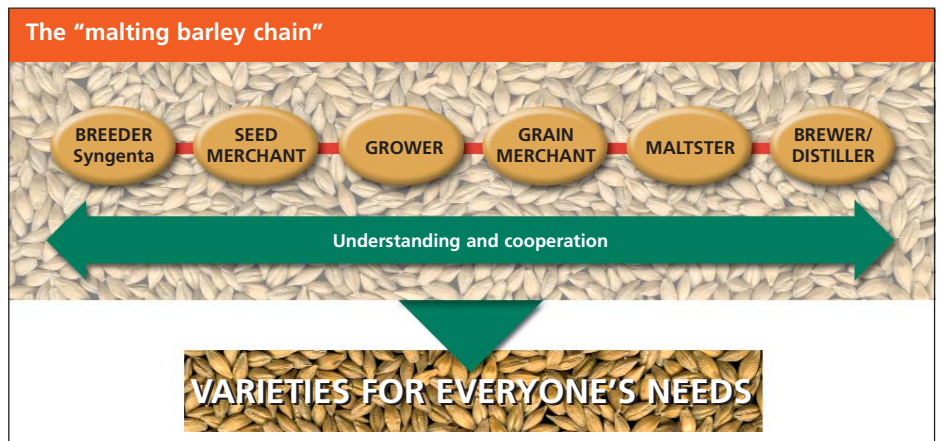 The “malting barley chain”
BREEDER
Syngenta
SEED
MERCHANT
GROWER
GRAIN
MERCHANT
MALTSTER
BREWER/
DISTILLER
Understanding and cooperation
VARIETIES FOR EVERYONE’S NEEDS